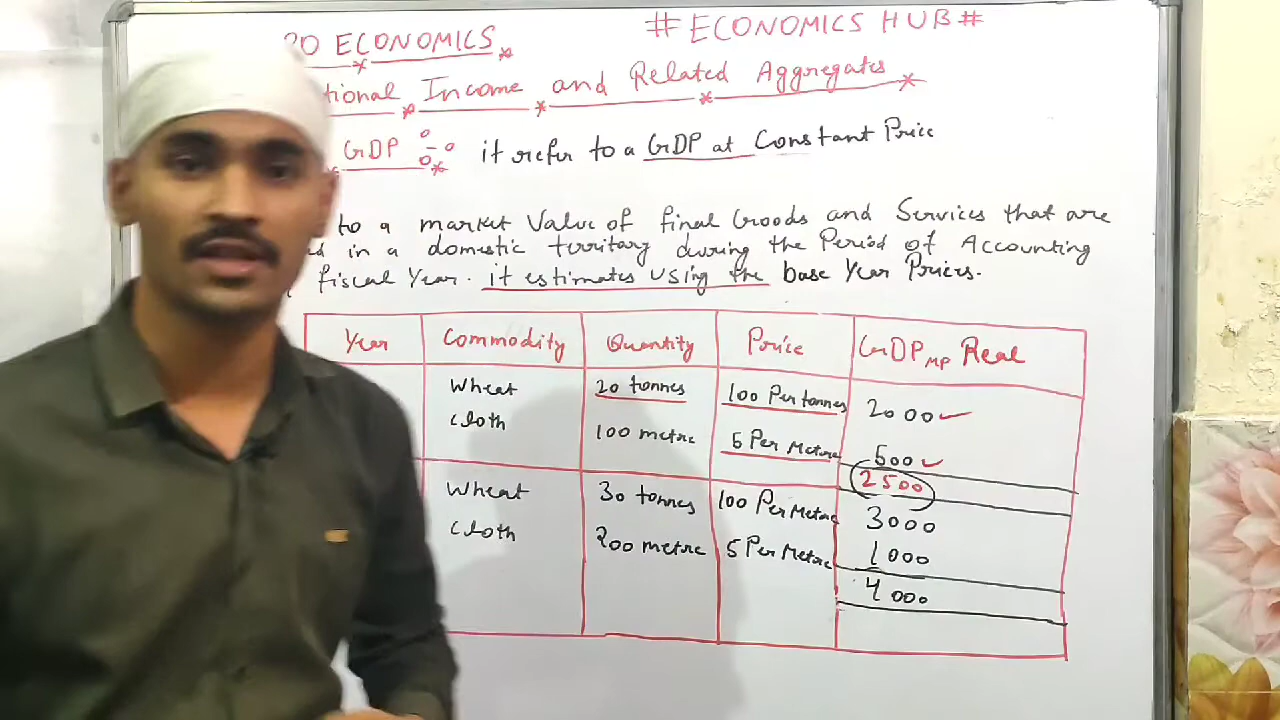 ECONOMICS
# ECONOMICS HUB #
tional Income and Related Aggregates
GDP it refer to a GDP at Constant Price
to a market Value of final Goods and Services that are
in a domestic territary during the Period of Accounting
fiscal Year. it estimates using the base Year Prices.
Year Commodity Quantity Price GDP MP Real
Wheat 20 tonnes 100 Per tonnes 2000
Cloth 100 metre 5 Per Metre 500
2500
Wheat 30 tonnes 100 Per Metre 3000
Cloth 200 metre 5 Per Metre 1000
4000